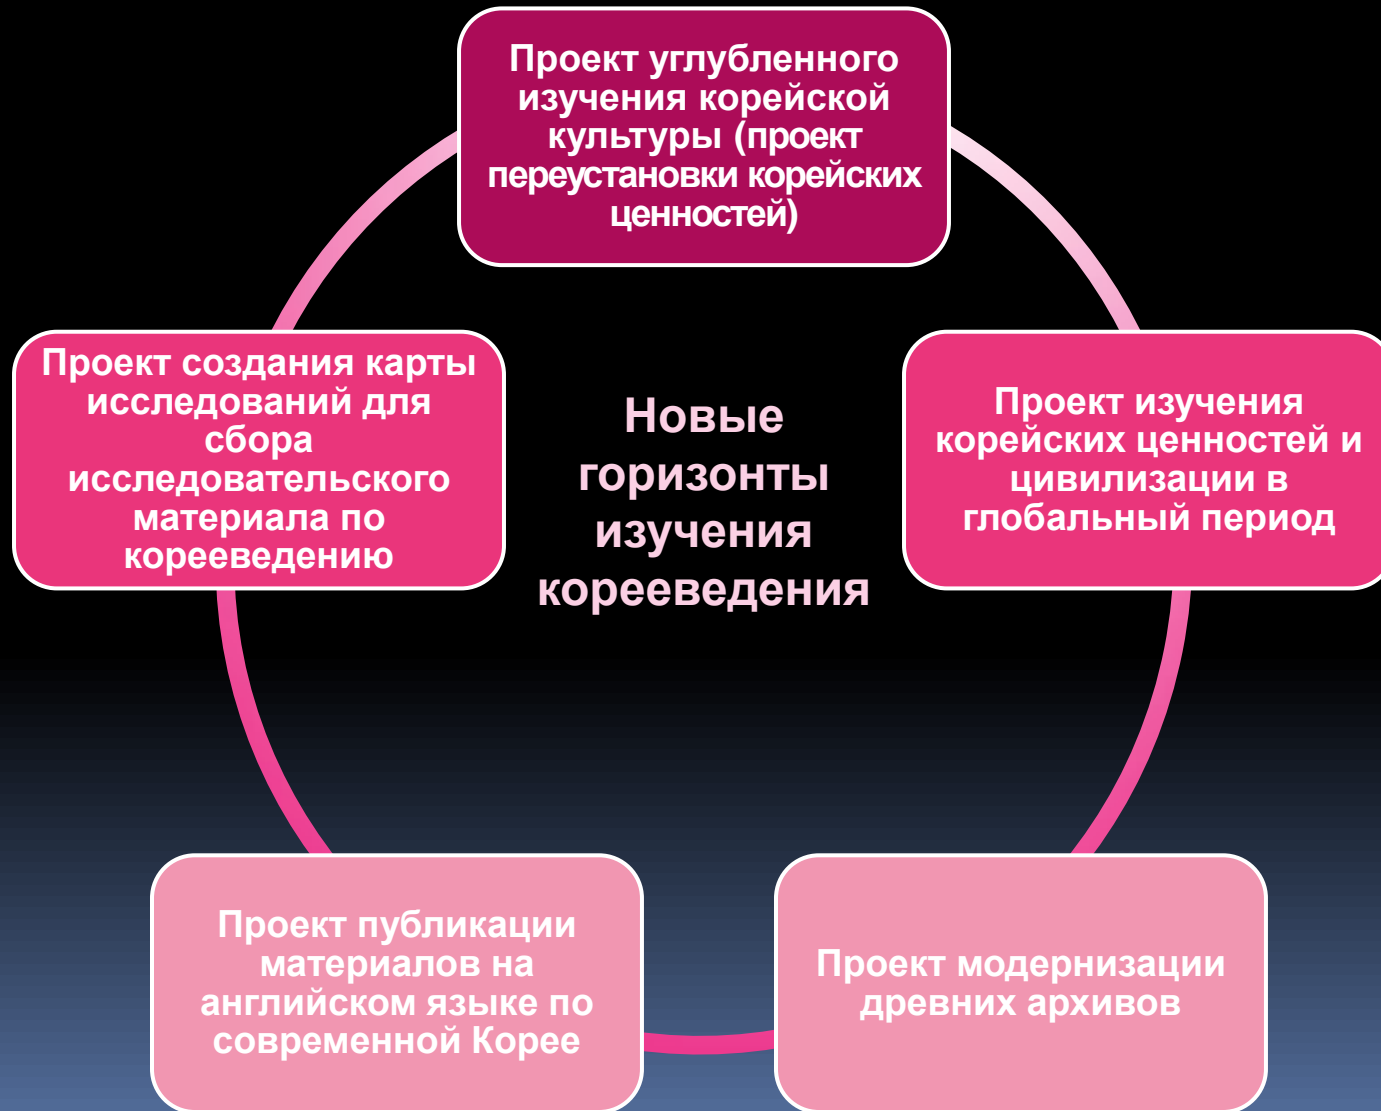 Проект углубленного
изучения корейской
культуры (проект
переустановки корейских
ценностей)
Проект создания карты
исследований для
сбора
исследовательского
материала по
корееведению
Новые
горизонты
изучения
корееведения
Проект изучения
корейских ценностей и
цивилизации в
глобальный период
Проект публикации
материалов на
английском языке по
современной Корее
Проект модернизации
древних архивов